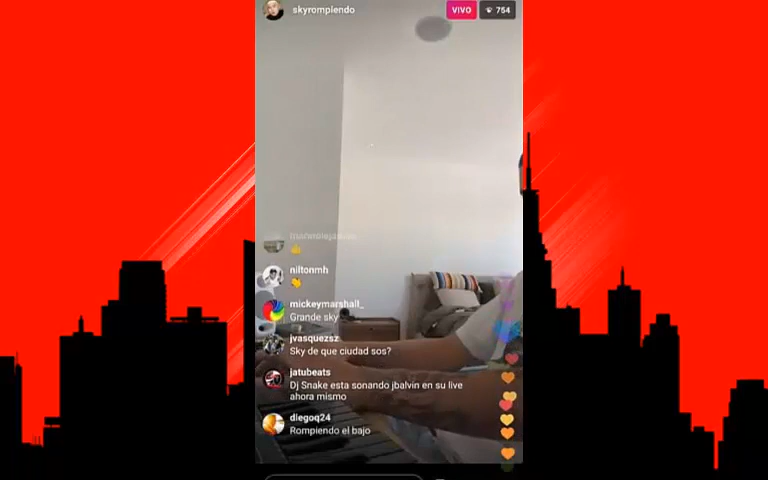 skyrompiendo
VIVO
754
niltonmh
mickeymarshall_
Grande sky
jvasquezsz
Sky de que ciudad sos?
jatubeats
Dj Snake esta sonando jbalvin en su live
ahora mismo
diegoq24
Rompiendo el bajo